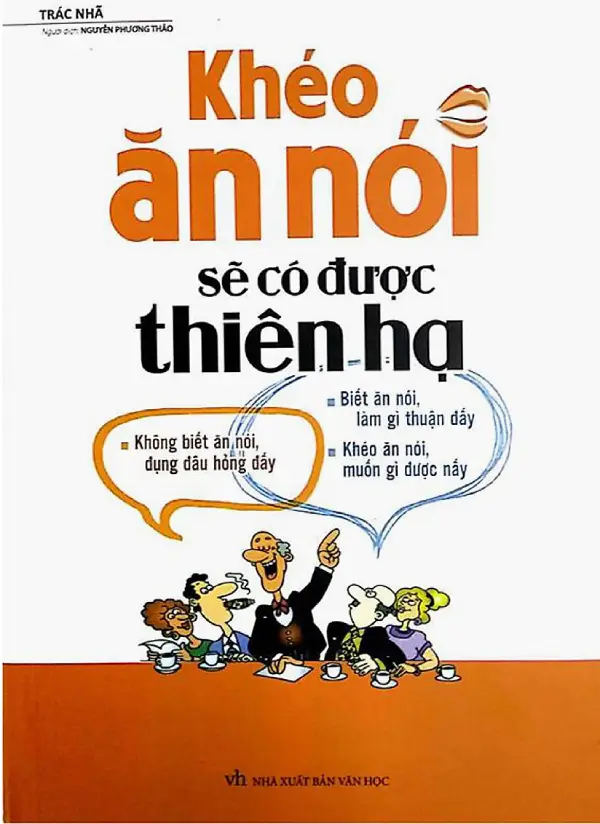 TRÁC NHÃ
Người dịch: NGUYỄN PHƯƠNG THẢO
Khéo
ăn nói
sẽ có được
thiên hạ
Biết ăn nói,
làm gì thuận đấy
Không biết ăn nói,
đụng đâu hỏng đấy
Khéo ăn nói,
muốn gì được nấy
vh NHÀ XUẤT BẢN VĂN HỌC